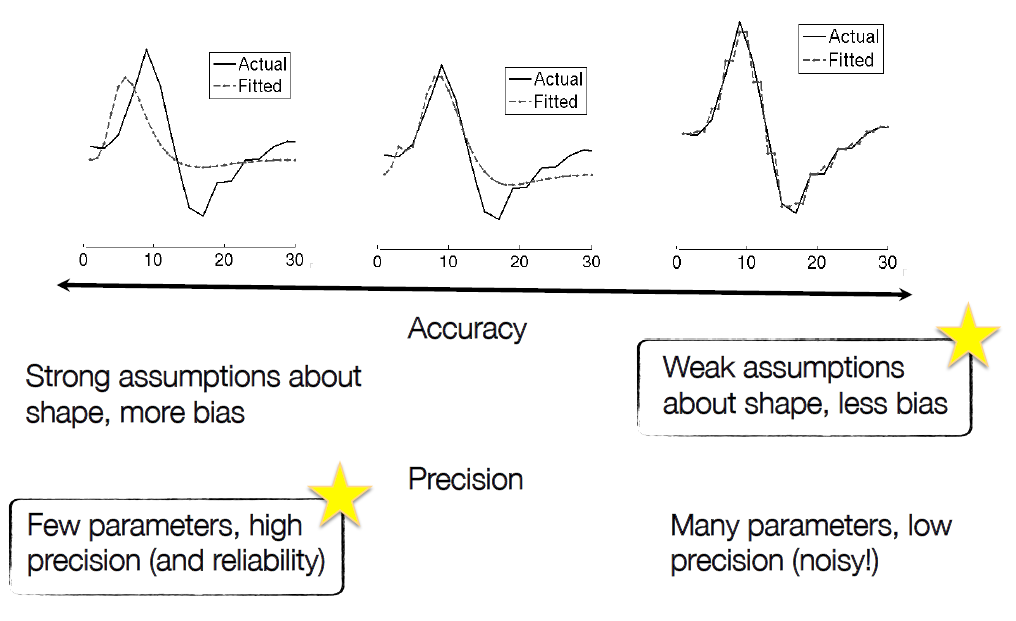 Actual
Fitted
0 10 20 30
Actual
Fitted
0 10 20 30
Actual
Fitted
0 10 20 30
Accuracy
Strong assumptions about
shape, more bias
Weak assumptions
about shape, less bias
Precision
Few parameters, high
precision (and reliability)
Many parameters, low
precision (noisy!)